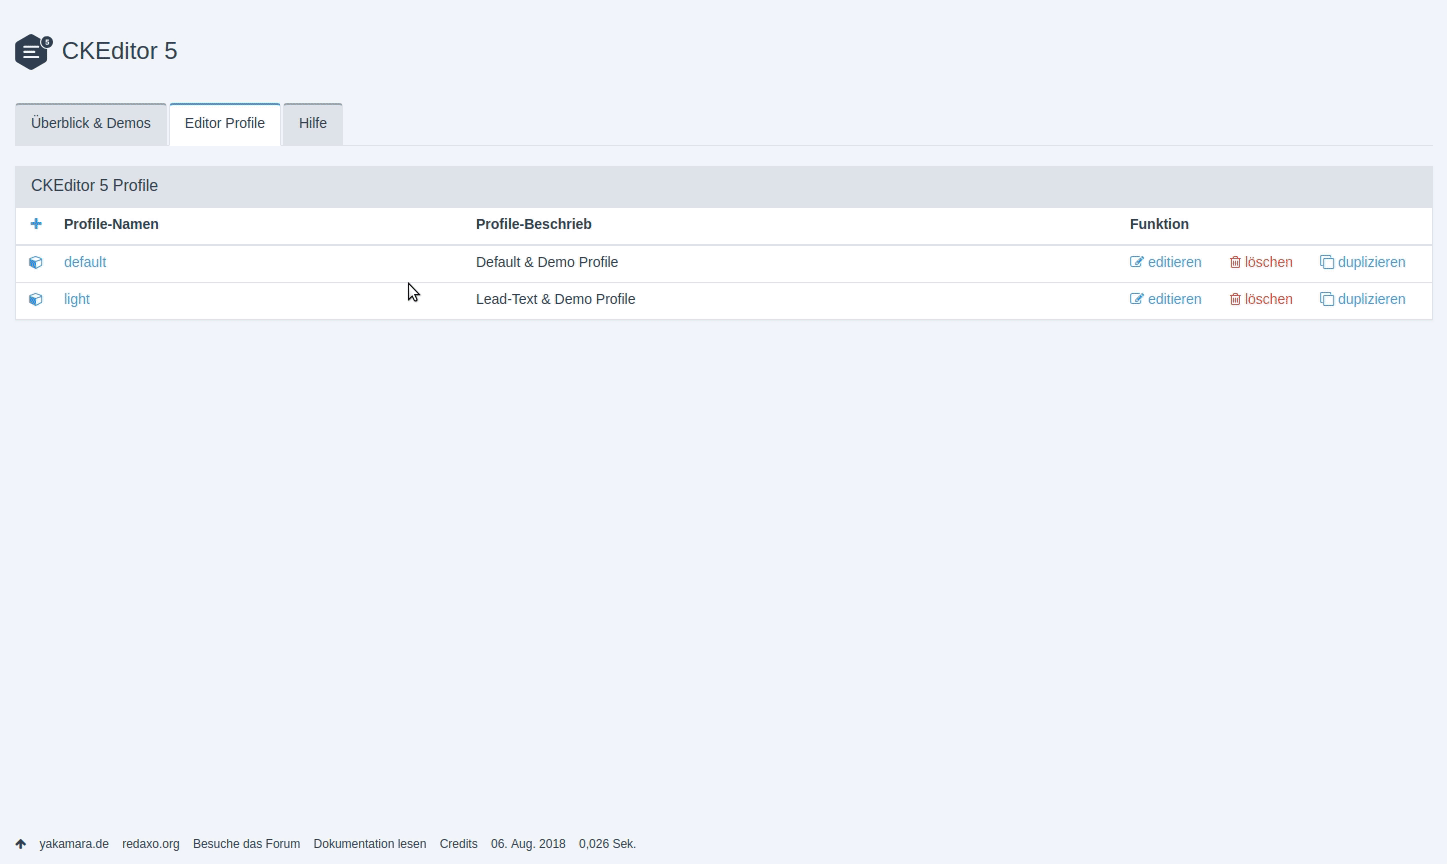 5
CKEditor 5
Überblick & Demos Editor Profile Hilfe
CKEditor 5 Profile
Profile-Namen Profile-Beschrieb Funktion
default Default & Demo Profile editieren löschen duplizieren
light Lead-Text & Demo Profile editieren löschen duplizieren
yakamara.de redaxo.org Besuche das Forum Dokumentation lesen Credits 06. Aug. 2018 0,026 Sek.